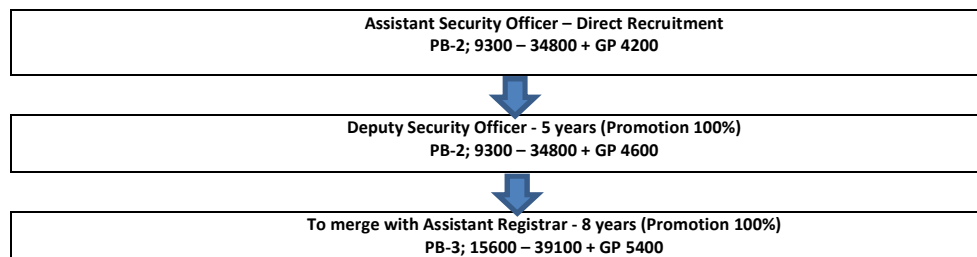 Assistant Security Officer – Direct Recruitment
PB-2; 9300 – 34800 + GP 4200
Deputy Security Officer - 5 years (Promotion 100%)
PB-2; 9300 – 34800 + GP 4600
To merge with Assistant Registrar - 8 years (Promotion 100%)
PB-3; 15600 – 39100 + GP 5400